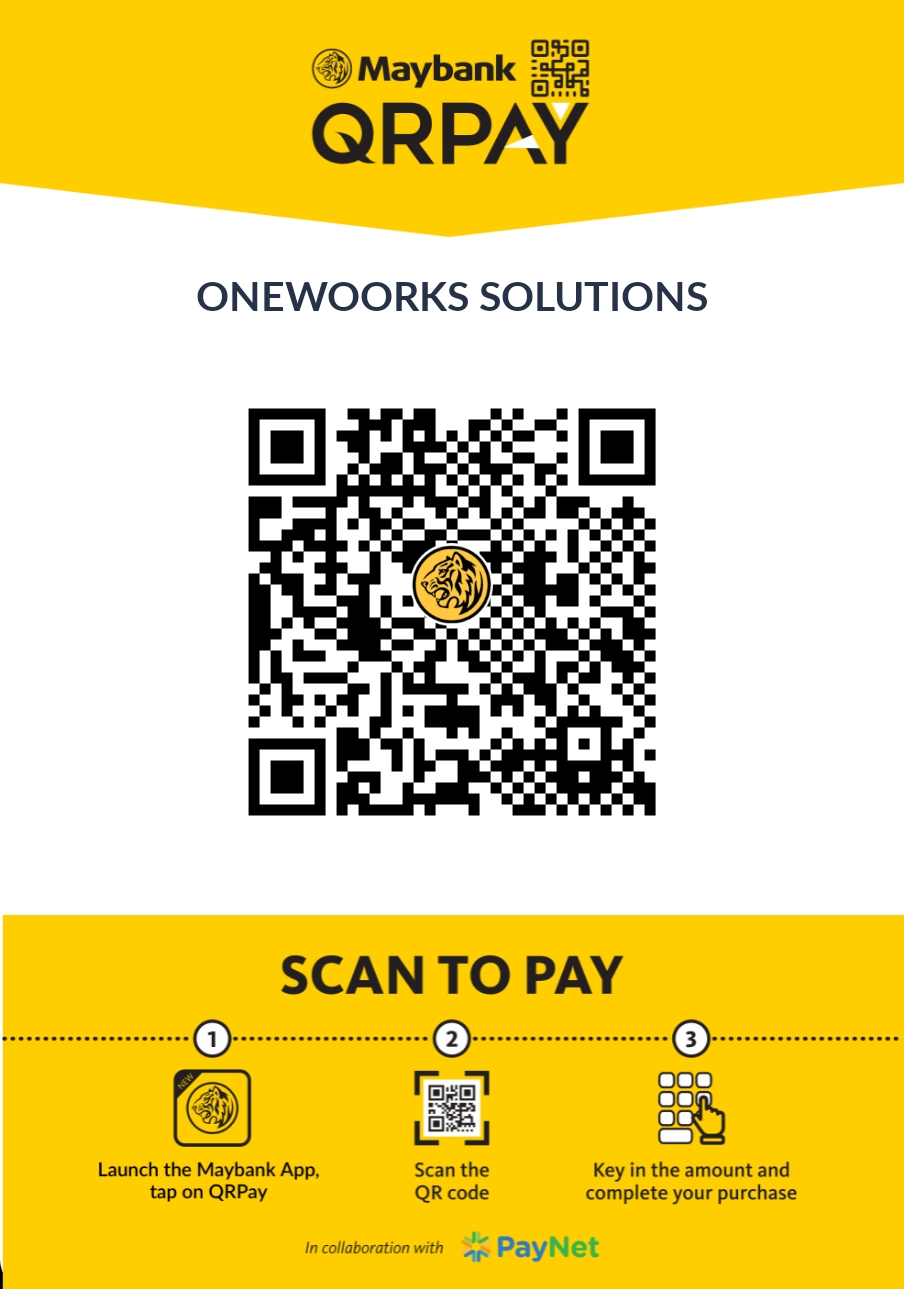 Maybank
QRPAY
ONEWOORKS SOLUTIONS
SCAN TO PAY
1
2
3
NEW
Launch the Maybank App,
tap on QRPay
Scan the
QR code
Key in the amount and
complete your purchase
In collaboration with PayNet